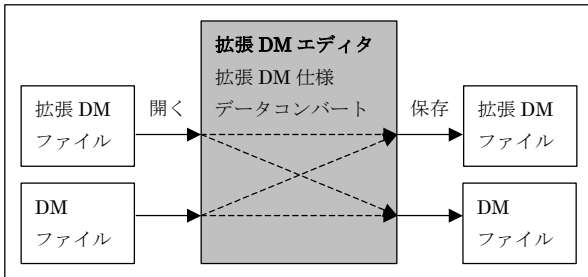 拡張 DM エディタ
拡張 DM 仕様
データコンバート
拡張 DM
ファイル
開く
保存
拡張 DM
ファイル
DM
ファイル
DM
ファイル